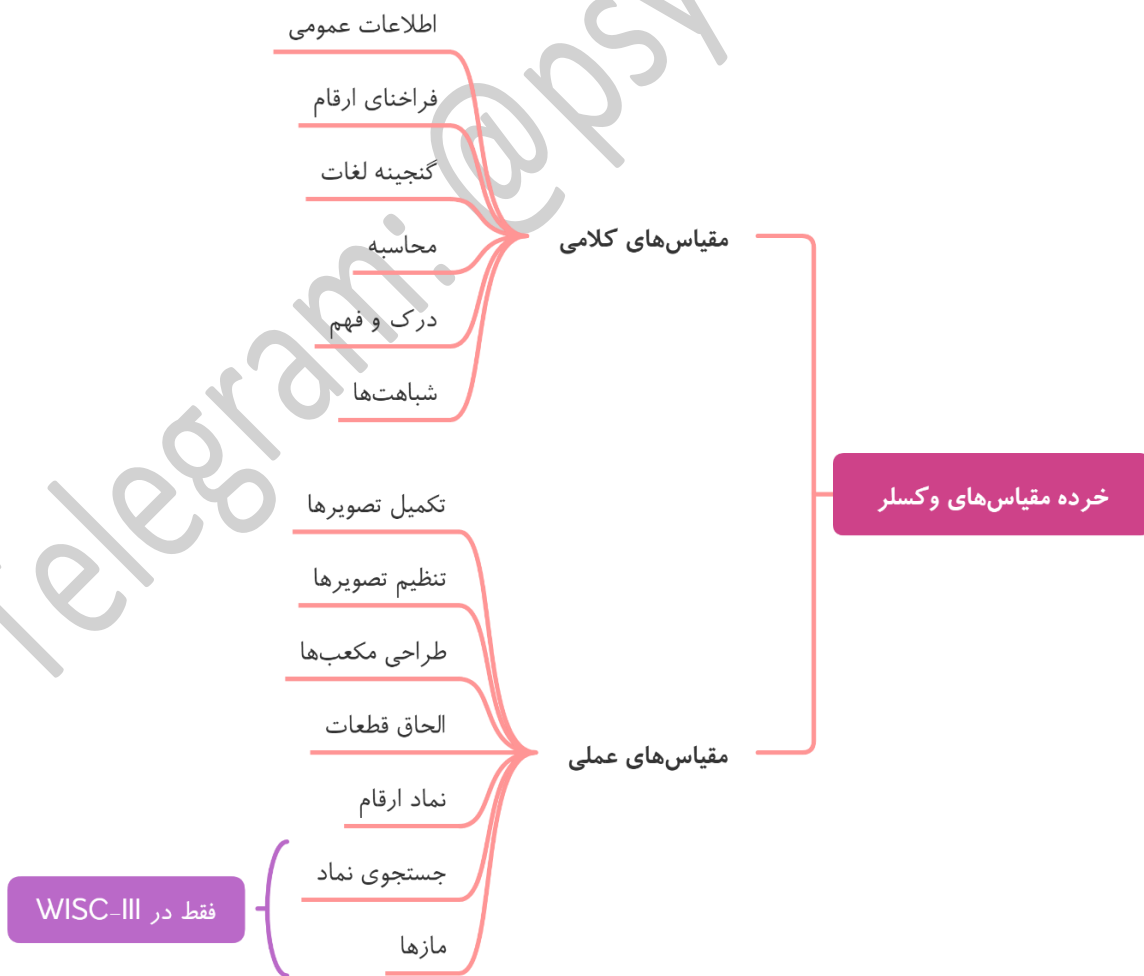 خرده مقیاس‌های وکسلر
مقیاس‌های کلامی
اطلاعات عمومی
فراخنای ارقام
گنجینه لغات
محاسبه
درک و فهم
شباهت‌ها
مقیاس‌های عملی
تکمیل تصویرها
تنظیم تصویرها
طراحی مکعب‌ها
الحاق قطعات
نماد ارقام
جستجوی نماد
مازها
فقط در WISC-III
Telegram: @psy